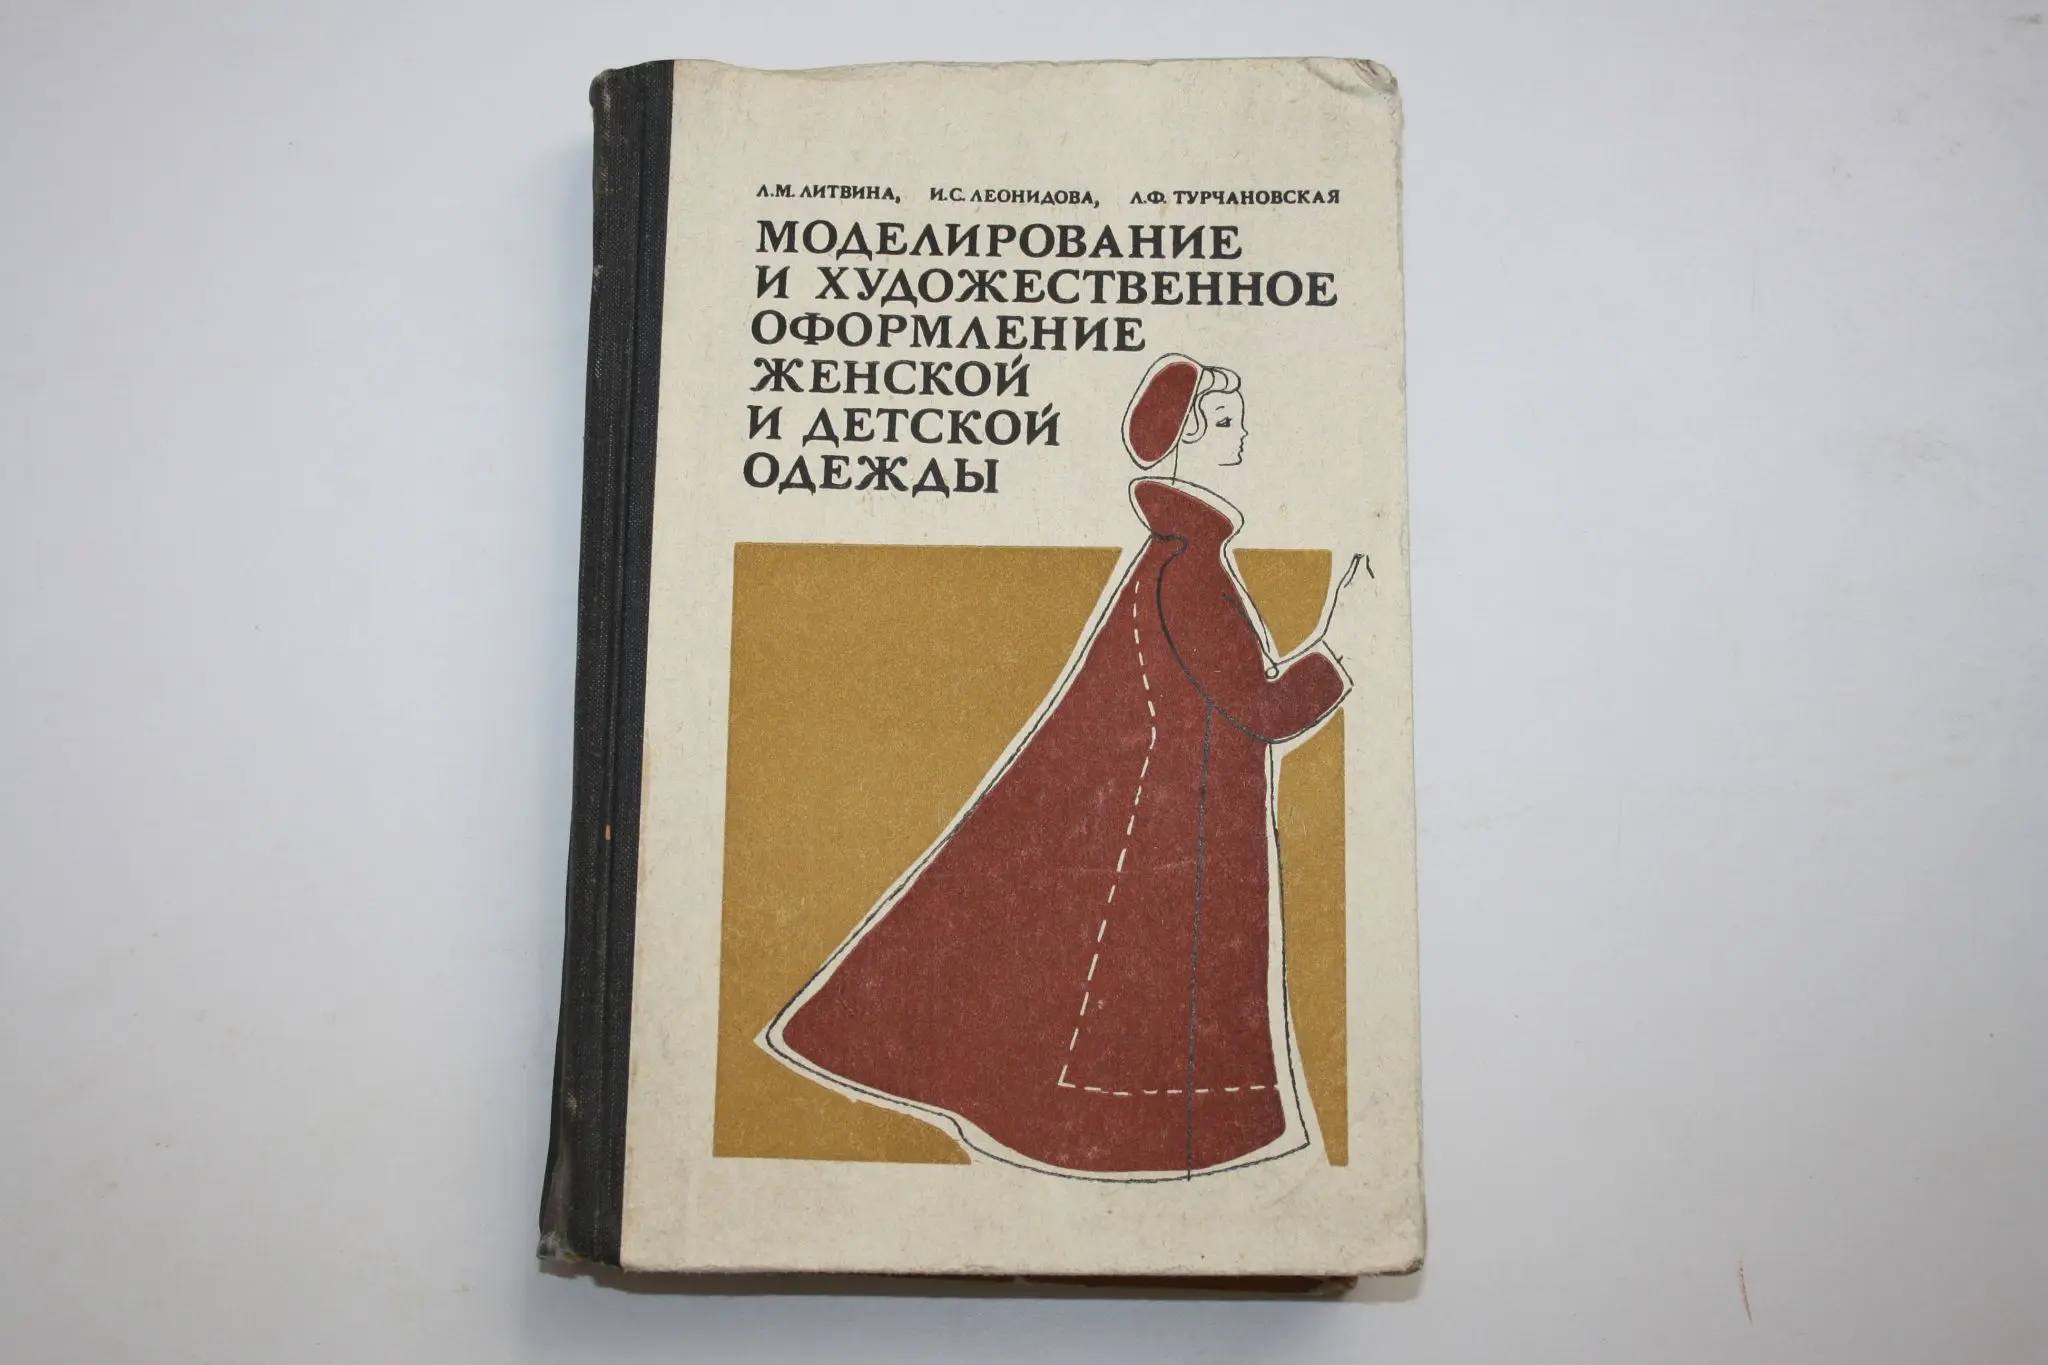 Л.М. ЛИТВИНА, И.С. ЛЕОНИДОВА, Л.Ф. ТУРЧАНОВСКАЯ
МОДЕЛИРОВАНИЕ
И ХУДОЖЕСТВЕННОЕ
ОФОРМЛЕНИЕ
ЖЕНСКОЙ
И ДЕТСКОЙ
ОДЕЖДЫ